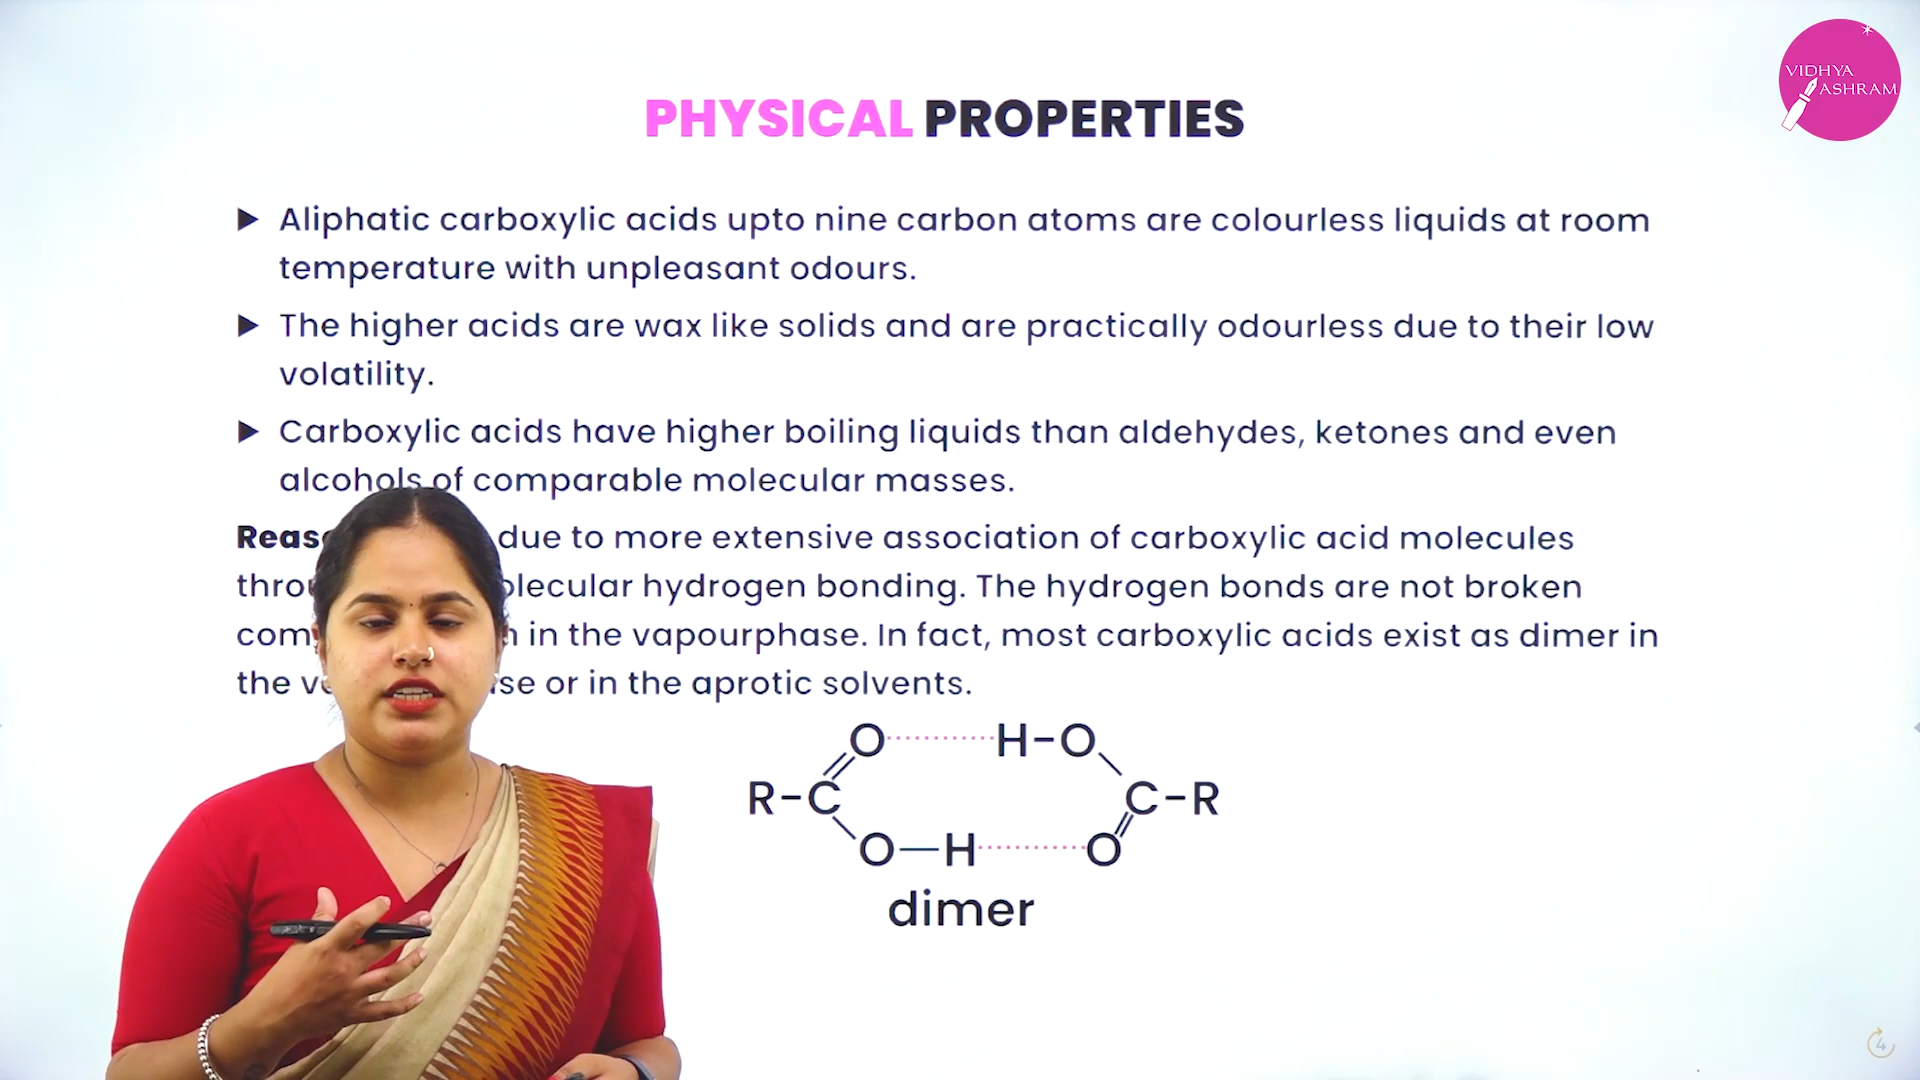 VIDHYA
ASHRAM
PHYSICAL PROPERTIES
▶ Aliphatic carboxylic acids upto nine carbon atoms are colourless liquids at room
temperature with unpleasant odours.
▶ The higher acids are wax like solids and are practically odourless due to their low
volatility.
▶ Carboxylic acids have higher boiling liquids than aldehydes, ketones and even
alcohols of comparable molecular masses.
due to more extensive association of carboxylic acid molecules
hydrogen bonding. The hydrogen bonds are not broken
in the vapourphase. In fact, most carboxylic acids exist as dimer in
the or in the aprotic solvents.
O H-O
R-C C-R
O—H O
dimer
4